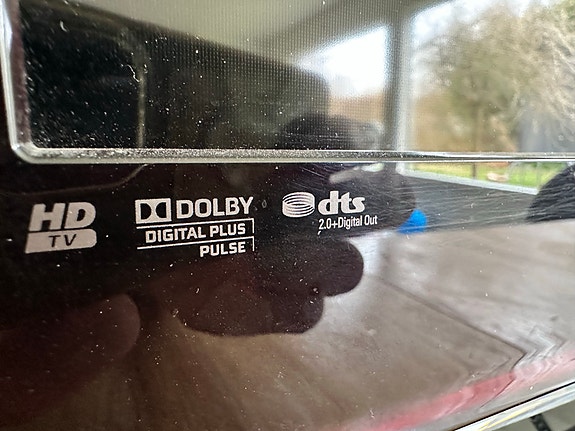 HD
TV
DOLBY
DIGITAL PLUS
PULSE
dts
2.0+Digital Out